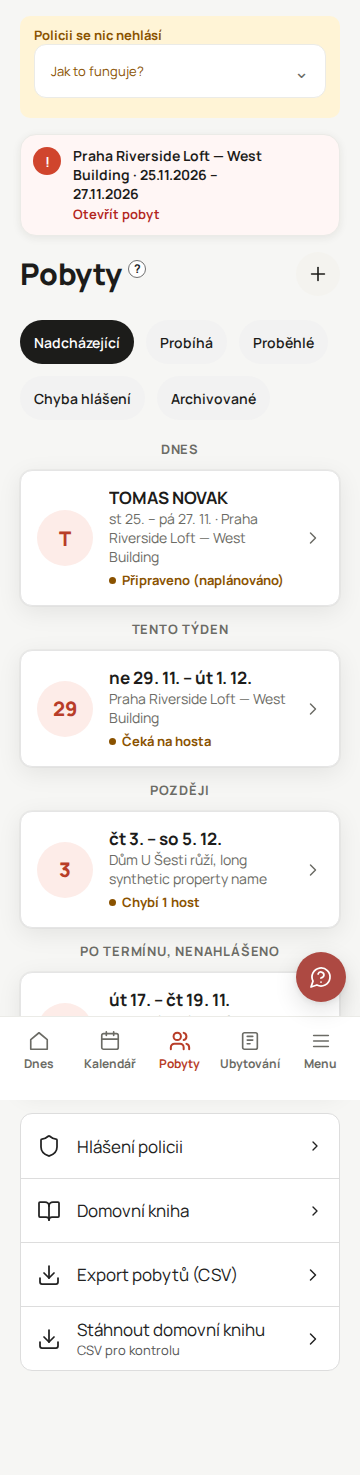 Policii se nic nehlásí
Jak to funguje?
!
Praha Riverside Loft — West
Building · 25.11.2026 –
27.11.2026
Otevřít pobyt
Pobyty ?
Nadcházející
Probíhá
Proběhlé
Chyba hlášení
Archivované
DNES
T
TOMAS NOVAK
st 25. – pá 27. 11. · Praha
Riverside Loft — West
Building
Připraveno (naplánováno)
TENTO TÝDEN
29
ne 29. 11. – út 1. 12.
Praha Riverside Loft — West
Building
Čeká na hosta
POZDĚJI
3
čt 3. – so 5. 12.
Dům U Šesti růží, long
synthetic property name
Chybí 1 host
PO TERMÍNU, NENAHLÁŠENO
út 17. – čt 19. 11.
Dnes
Kalendář
Pobyty
Ubytování
Menu
Hlášení policii
Domovní kniha
Export pobytů (CSV)
Stáhnout domovní knihu
CSV pro kontrolu